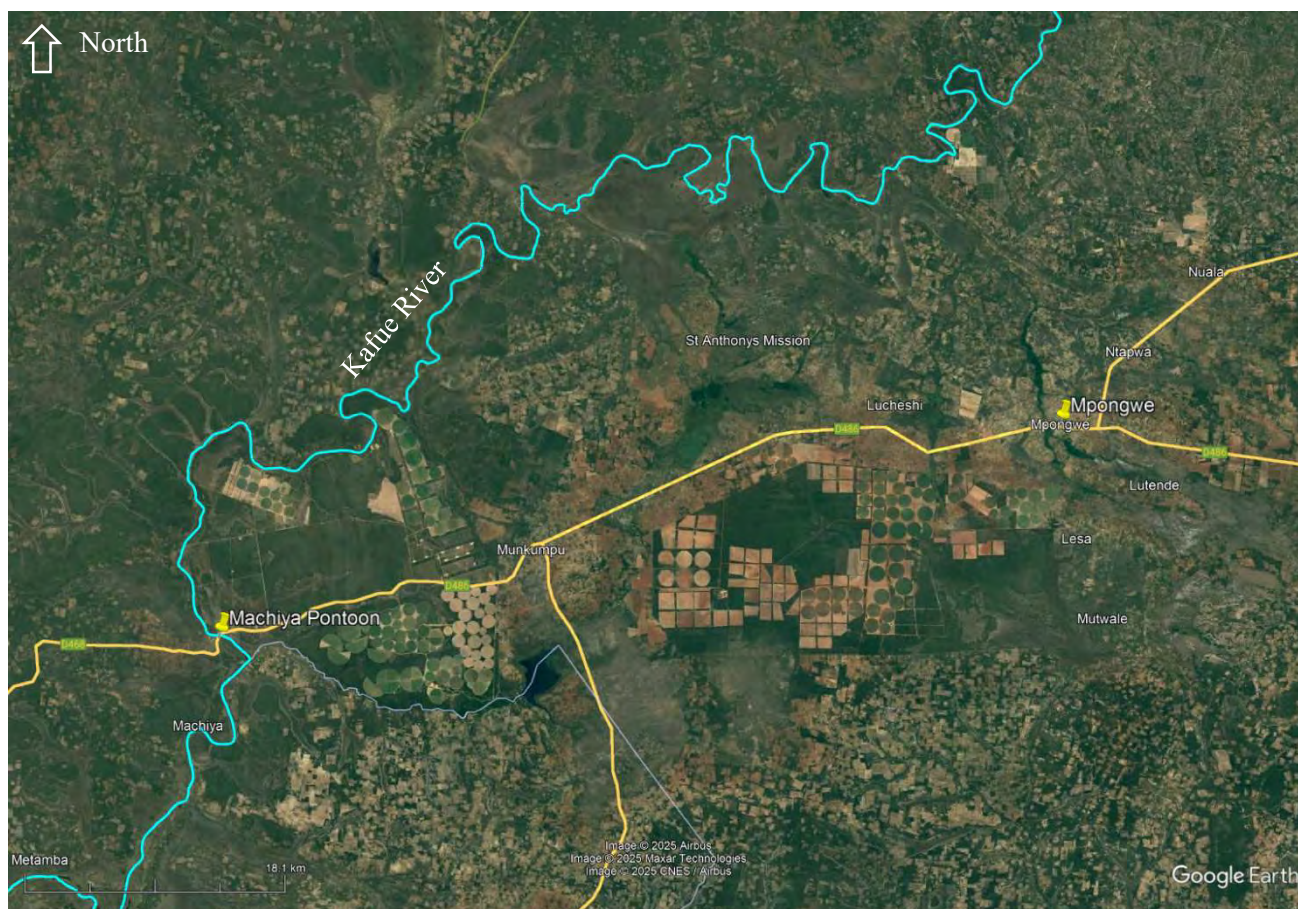 North
Nuala
Kafue River
St Anthonys Mission
Ntapwa
Lucheshi
Mpongwe
Mpongwe
D486
D486
Lutende
Lesa
Munkumpu
D486
Machiya Pontoon
Mutwale
D468
Machiya
Metamba
18.1 km
Image © 2025 Airbus
Image © 2025 Maxar Technologies
Image © 2025 CNES / Airbus
Google Earth